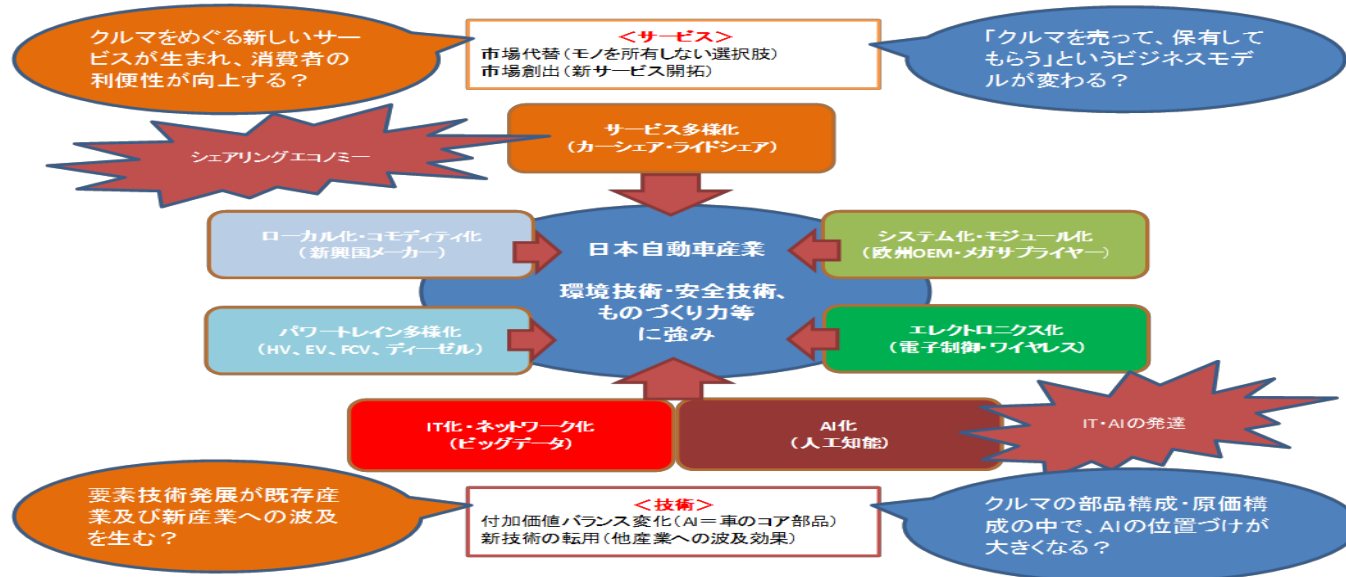 クルマをめぐる新しいサー
ビスが生まれ、消費者の
利便性が向上する？
＜サービス＞
市場代替（モノを所有しない選択肢）
市場創出（新サービス開拓）
「クルマを売って、保有して
もらう」というビジネスモデ
ルが変わる？
サービス多様化
（カーシェア・ライドシェア）
シェアリングエコノミー
ローカル化・コモディティ化
（新興国メーカー）
日本自動車産業
環境技術・安全技術、
ものづくり力等
に強み
システム化・モジュール化
（欧州OEM・メガサプライヤー）
パワートレイン多様化
（HV、EV、FCV、ディーゼル）
エレクトロニクス化
（電子制御・ワイヤレス）
IT化・ネットワーク化
（ビッグデータ）
AI化
（人工知能）
IT・AIの発達
要素技術発展が既存産
業及び新産業への波及
を生む？
＜技術＞
付加価値バランス変化（AI＝車のコア部品）
新技術の転用（他産業への波及効果）
クルマの部品構成・原価構
成の中で、AIの位置づけが
大きくなる？